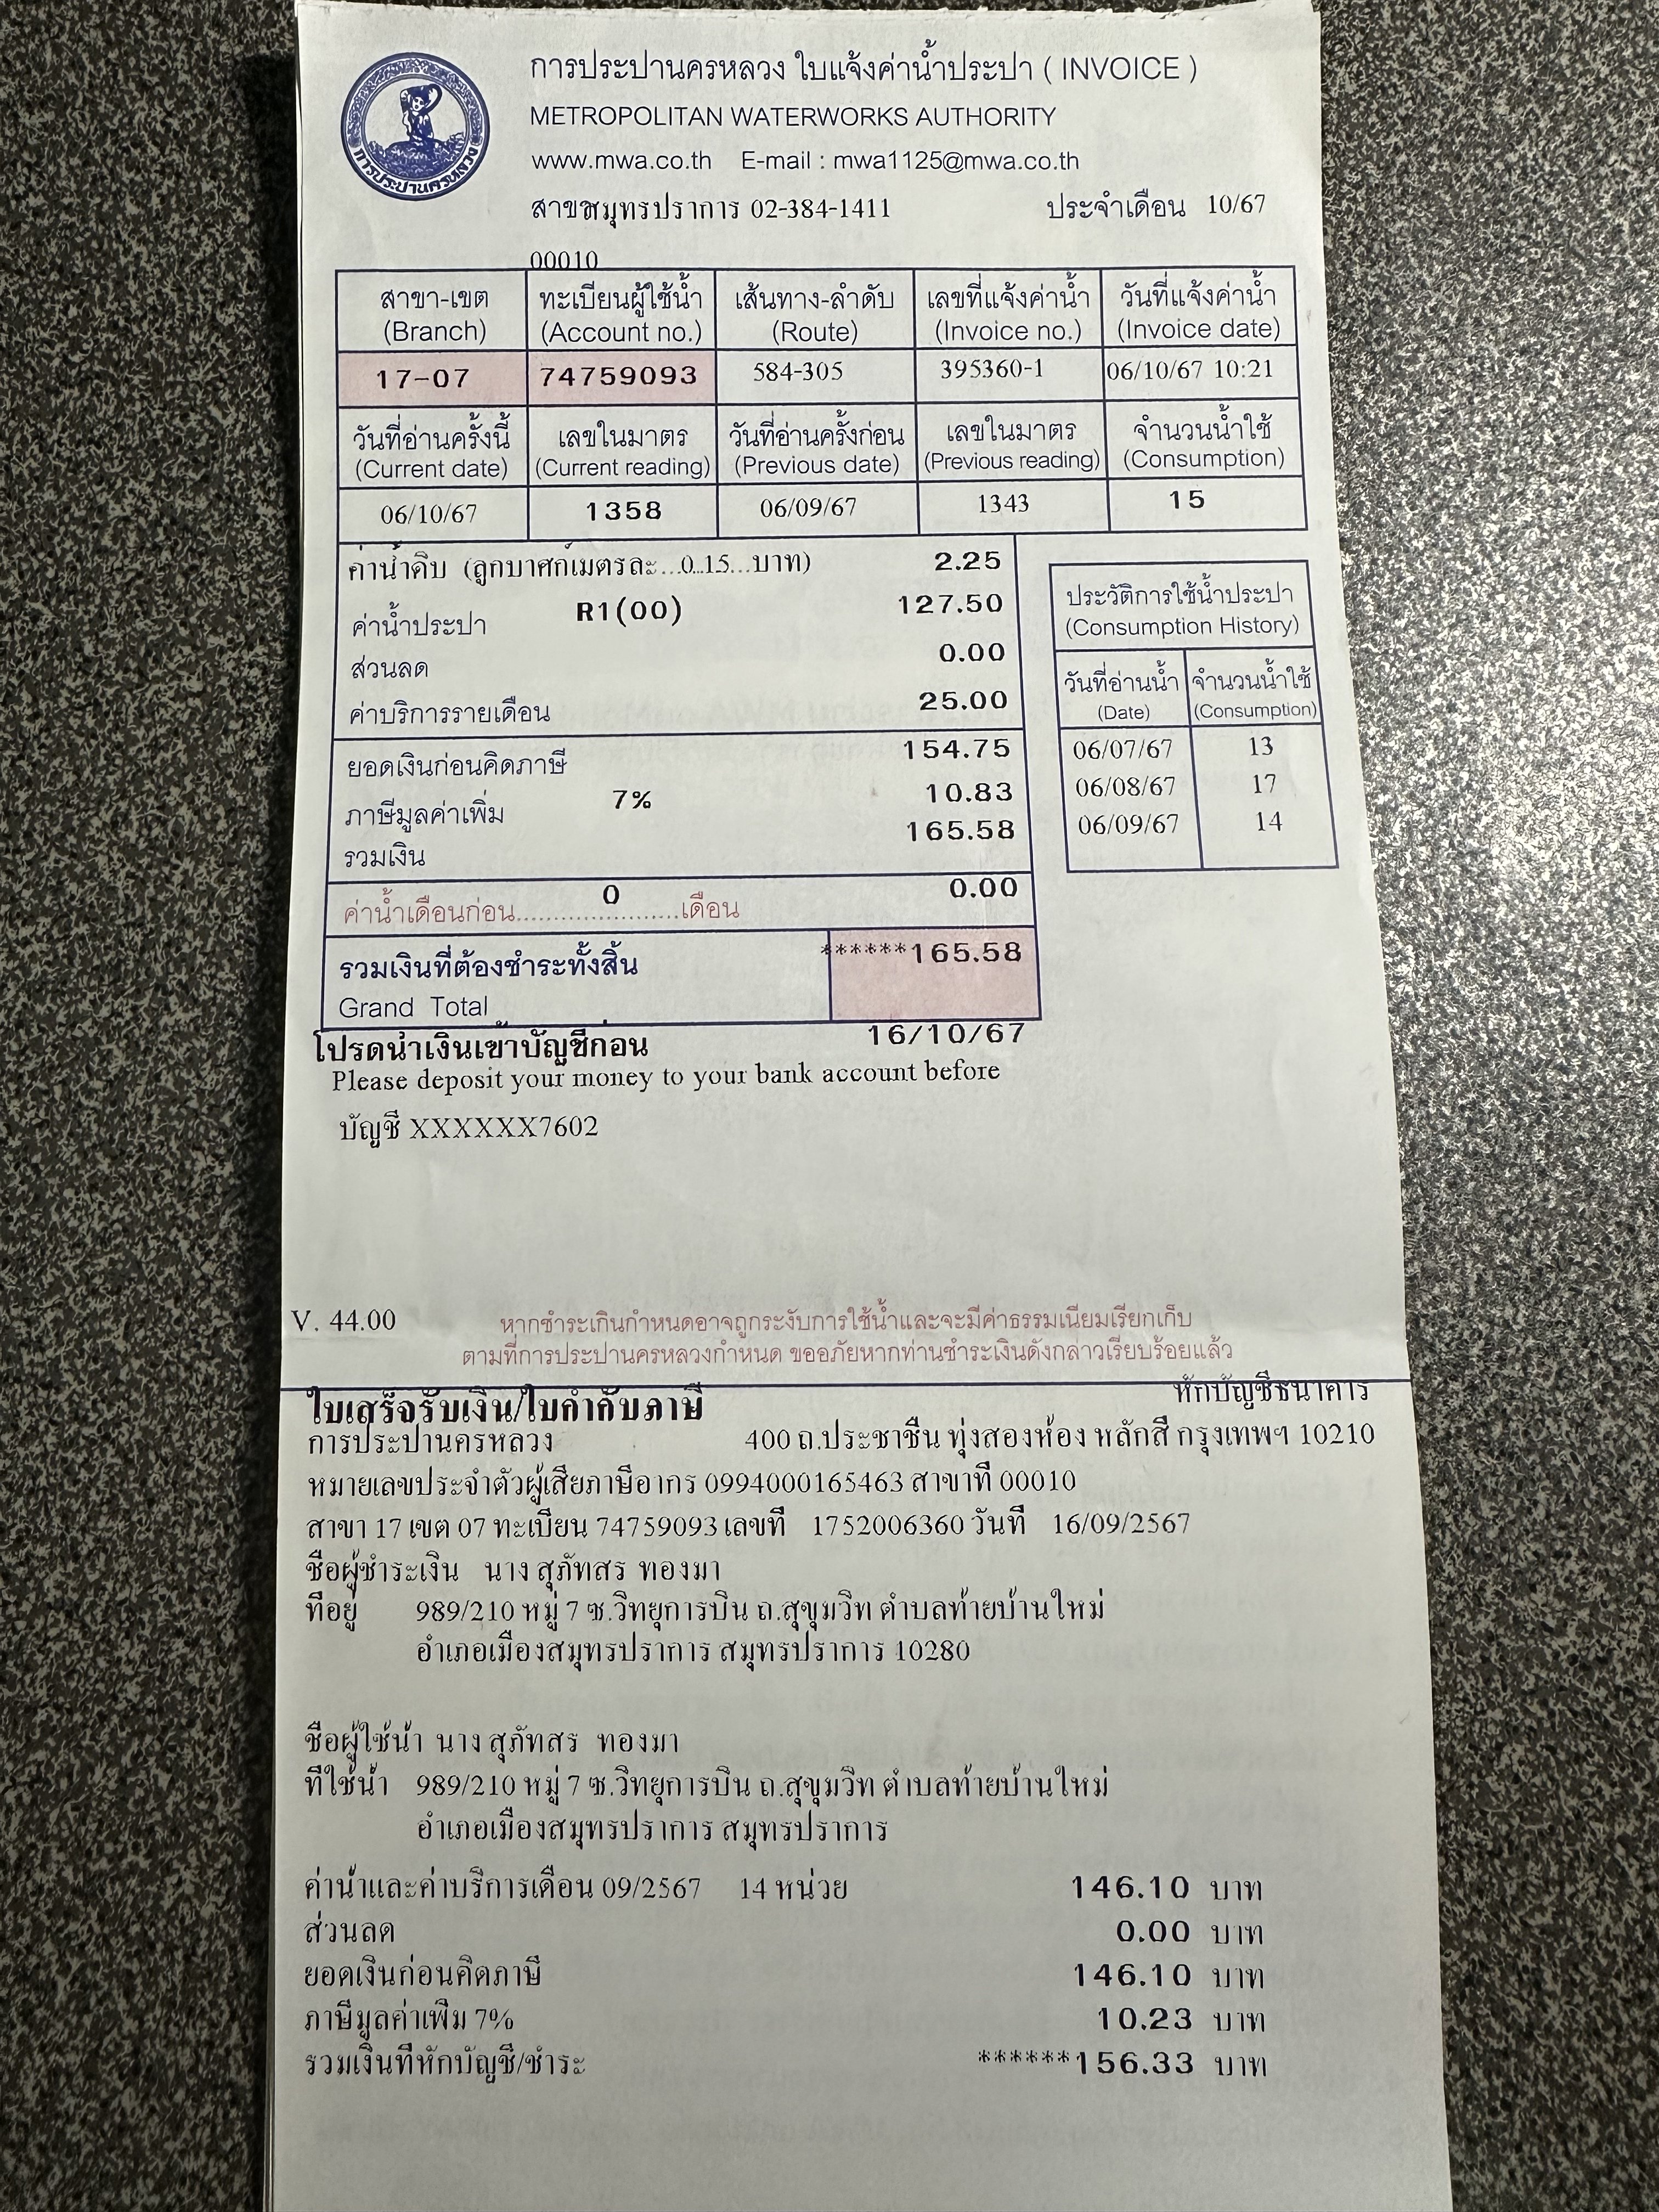 การประปานครหลวง ใบแจ้งค่าน้ำประปา ( INVOICE )
METROPOLITAN WATERWORKS AUTHORITY
www.mwa.co.th E-mail : mwa1125@mwa.co.th
สาขาสมุทรปราการ 02-384-1411 ประจำเดือน 10/67
00010
การประปานครหลวง
สาขา-เขต ทะเบียนผู้ใช้น้ำ เส้นทาง-ลำดับ เลขที่แจ้งค่าน้ำ วันที่แจ้งค่าน้ำ
(Branch) (Account no.) (Route) (Invoice no.) (Invoice date)
17-07 74759093 584-305 395360-1 06/10/67 10:21
วันที่อ่านครั้งนี้ เลขในมาตร วันที่อ่านครั้งก่อน เลขในมาตร จำนวนน้ำใช้
(Current date) (Current reading) (Previous date) (Previous reading) (Consumption)
06/10/67 1358 06/09/67 1343 15
ค่าน้ำดิบ (ลูกบาศก์เมตรละ...0.15...บาท) 2.25
ค่าน้ำประปา R1(00) 127.50
ส่วนลด 0.00
ค่าบริการรายเดือน 25.00
ยอดเงินก่อนคิดภาษี 154.75
ภาษีมูลค่าเพิ่ม 7% 10.83
รวมเงิน 165.58
ค่าน้ำเดือนก่อน......0......เดือน 0.00
รวมเงินที่ต้องชำระทั้งสิ้น ******165.58
Grand Total
ประวัติการใช้น้ำประปา
(Consumption History)
วันที่อ่านน้ำ จำนวนน้ำใช้
(Date) (Consumption)
06/07/67 13
06/08/67 17
06/09/67 14
โปรดนำเงินเข้าบัญชีก่อน 16/10/67
Please deposit your money to your bank account before
บัญชี XXXXXX7602
V. 44.00
หากชำระเกินกำหนดอาจถูกระงับการใช้น้ำและจะมีค่าธรรมเนียมเรียกเก็บ
ตามที่การประปานครหลวงกำหนด ขออภัยหากท่านชำระเงินดังกล่าวเรียบร้อยแล้ว
หักบัญชีธนาคาร
ใบเสร็จรับเงิน/ใบกำกับภาษี
การประปานครหลวง 400 ถ.ประชาชื่น ทุ่งสองห้อง หลักสี่ กรุงเทพฯ 10210
หมายเลขประจำตัวผู้เสียภาษีอากร 0994000165463 สาขาที่ 00010
สาขา 17 เขต 07 ทะเบียน 74759093 เลขที่ 1752006360 วันที่ 16/09/2567
ชื่อผู้ชำระเงิน นาง สุภัทสร ทองมา
ที่อยู่ 989/210 หมู่ 7 ซ.วิทยุการบิน ถ.สุขุมวิท ตำบลท้ายบ้านใหม่
อำเภอเมืองสมุทรปราการ สมุทรปราการ 10280
ชื่อผู้ใช้น้ำ นาง สุภัทสร ทองมา
ที่ใช้น้ำ 989/210 หมู่ 7 ซ.วิทยุการบิน ถ.สุขุมวิท ตำบลท้ายบ้านใหม่
อำเภอเมืองสมุทรปราการ สมุทรปราการ
ค่าน้ำและค่าบริการเดือน 09/2567 14 หน่วย 146.10 บาท
ส่วนลด 0.00 บาท
ยอดเงินก่อนคิดภาษี 146.10 บาท
ภาษีมูลค่าเพิ่ม 7% 10.23 บาท
รวมเงินที่หักบัญชี/ชำระ ******156.33 บาท